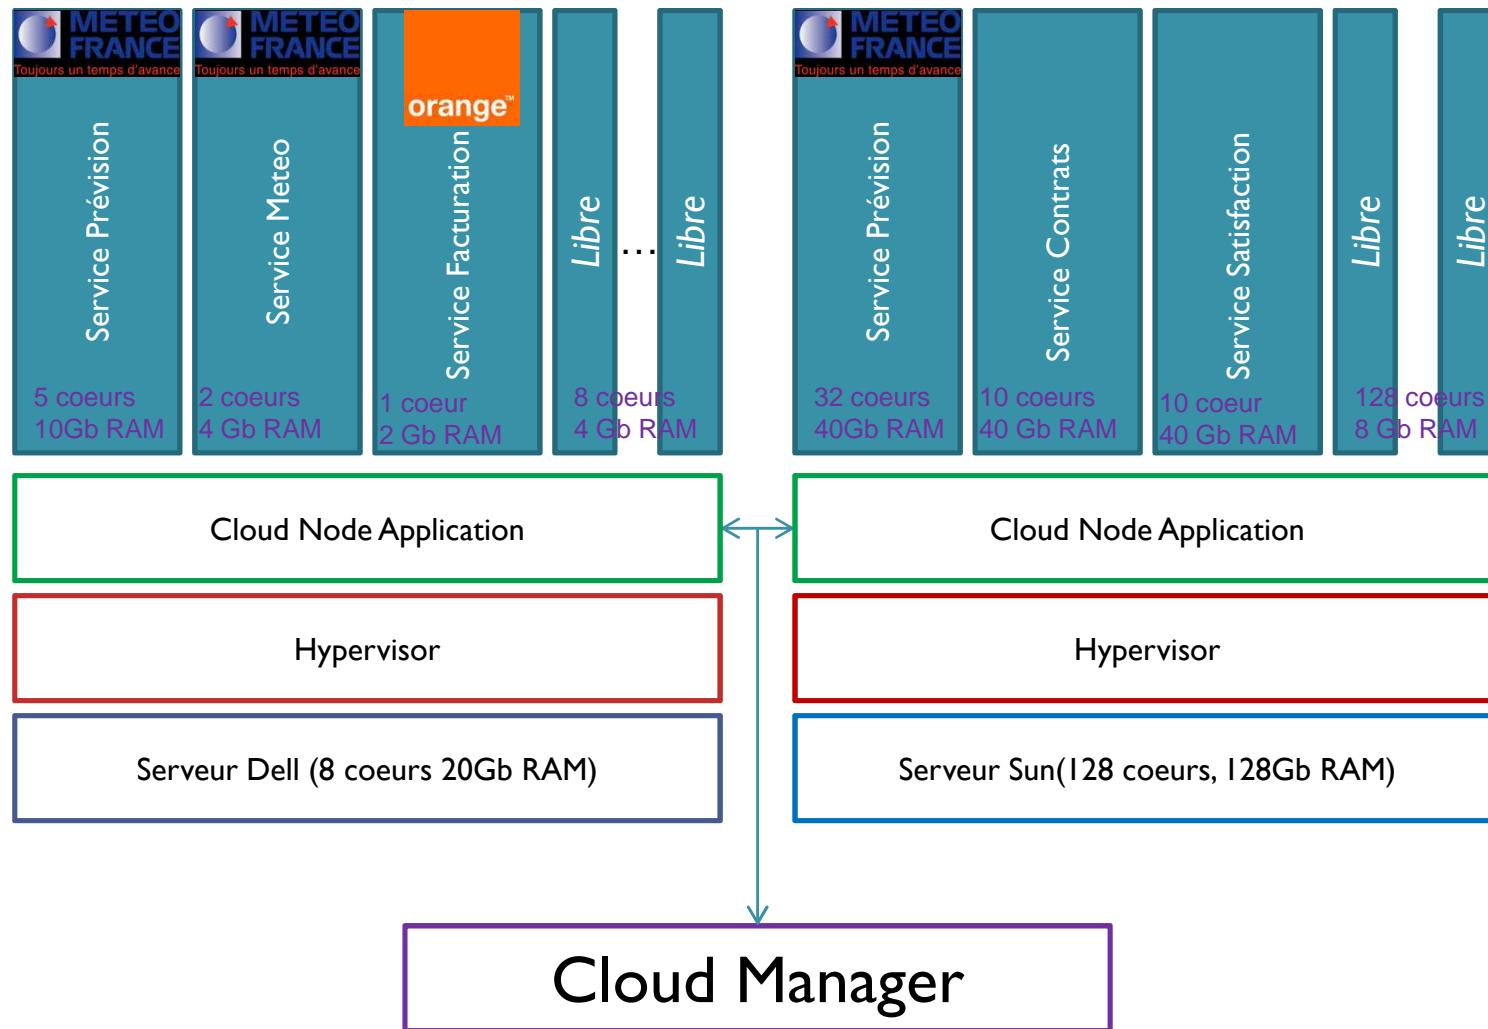 METEO
FRANCE
Toujours un temps d'avance
Service Prévision
5 coeurs
10Gb RAM
METEO
FRANCE
Toujours un temps d'avance
Service Meteo
2 coeurs
4 Gb RAM
orange™
Service Facturation
1 coeur
2 Gb RAM
Libre
...
Libre
8 coeurs
4 Gb RAM
METEO
FRANCE
Toujours un temps d'avance
Service Prévision
32 coeurs
40Gb RAM
Service Contrats
10 coeurs
40 Gb RAM
Service Satisfaction
10 coeur
40 Gb RAM
Libre
Libre
128 coeurs
8 Gb RAM
Cloud Node Application
Cloud Node Application
Hypervisor
Hypervisor
Serveur Dell (8 coeurs 20Gb RAM)
Serveur Sun(128 coeurs, 128Gb RAM)
Cloud Manager